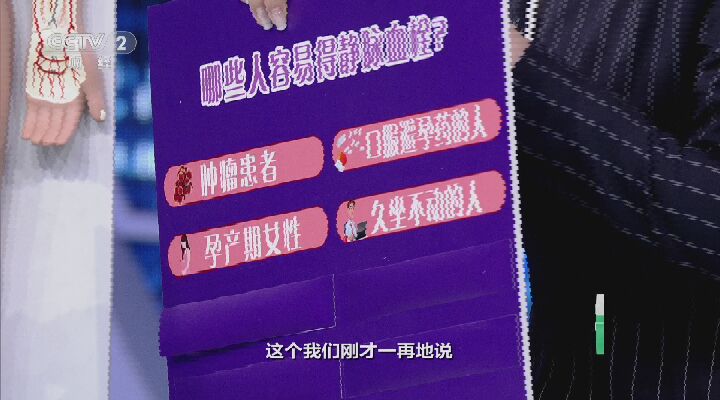 CCTV 2
财经
哪些人容易得静脉血栓?
肿瘤患者
口服避孕药的人
孕产期女性
久坐不动的人
这个我们刚才一再地说